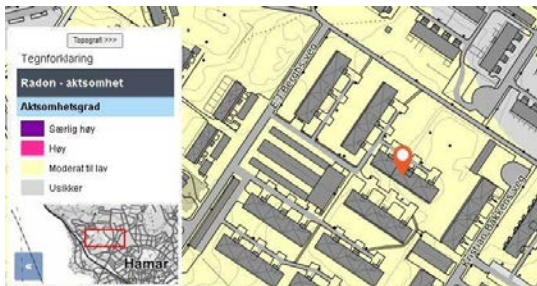 Topografi >>>
Tegnforklaring
Radon - aktsomhet
Aktsomhetsgrad
Særlig høy
Høy
Moderat til lav
Usikker
Hamar